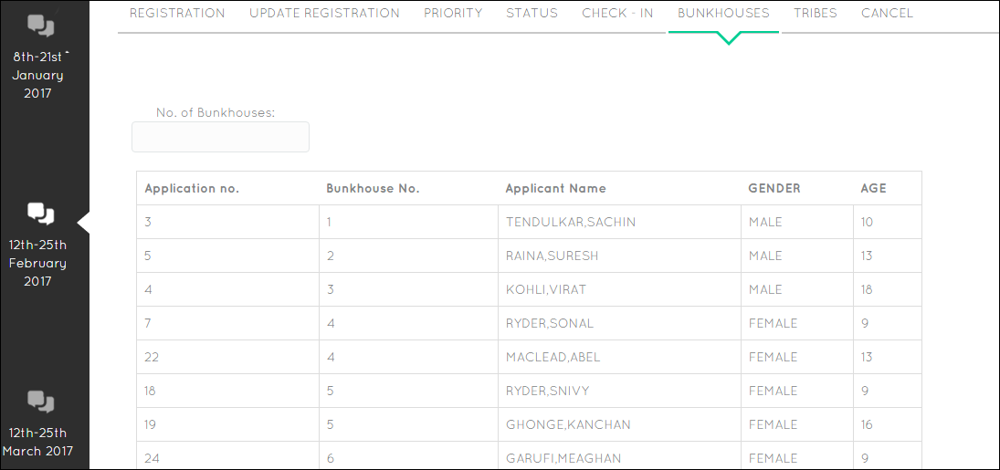 REGISTRATION UPDATE REGISTRATION PRIORITY STATUS CHECK - IN BUNKHOUSES TRIBES CANCEL
8th-21st
January
2017
12th-25th
February
2017
12th-25th
March 2017
No. of Bunkhouses:
Application no. Bunkhouse No. Applicant Name GENDER AGE
3 1 TENDULKAR,SACHIN MALE 10
5 2 RAINA,SURESH MALE 13
4 3 KOHLI,VIRAT MALE 18
7 4 RYDER,SONAL FEMALE 9
22 4 MACLEAD,ABEL FEMALE 13
18 5 RYDER,SNIVY FEMALE 9
19 5 GHONGE,KANCHAN FEMALE 16
24 6 GARUFI,MEAGHAN FEMALE 9